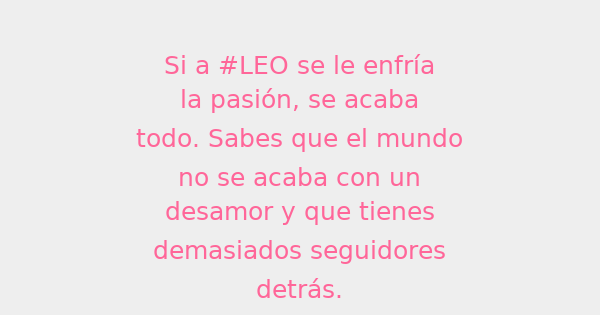 Si a #LEO se le enfría
la pasión, se acaba
todo. Sabes que el mundo
no se acaba con un
desamor y que tienes
demasiados seguidores
detrás.